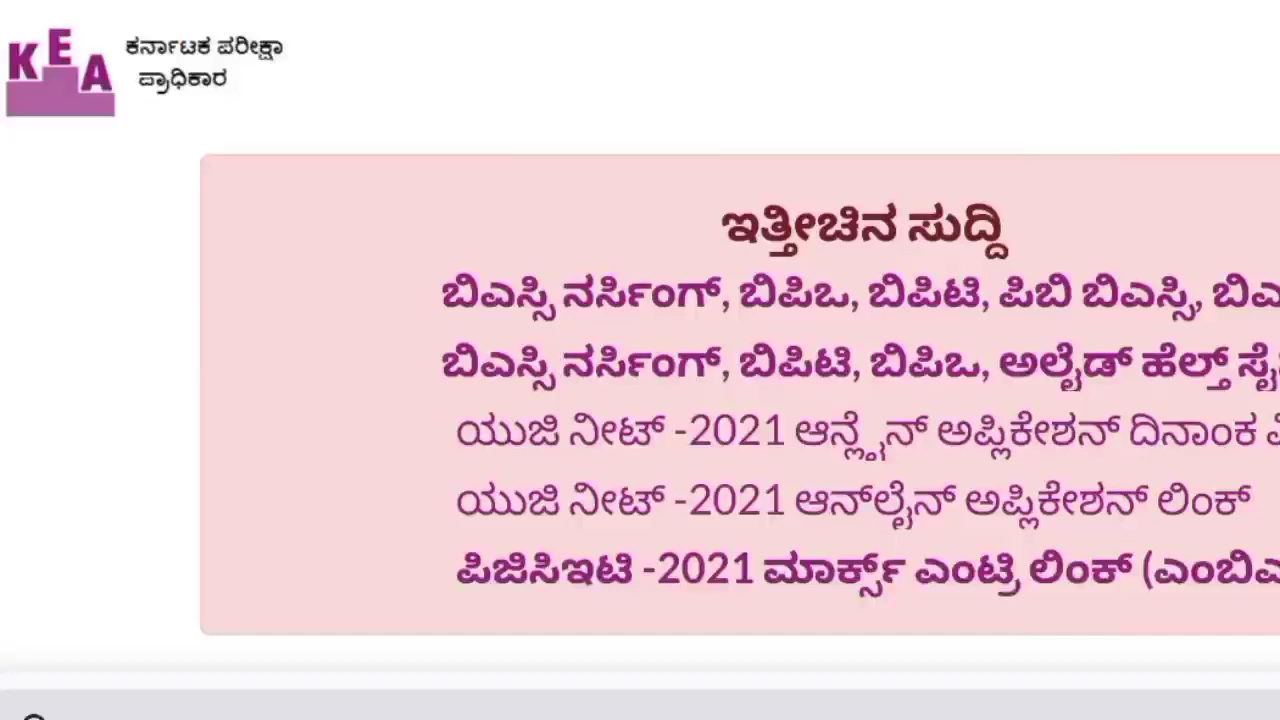 KEA
ಕರ್ನಾಟಕ ಪರೀಕ್ಷಾ
ಪ್ರಾಧಿಕಾರ
ಇತ್ತೀಚಿನ ಸುದ್ದಿ
ಬಿಎಸ್ಸಿ ನರ್ಸಿಂಗ್, ಬಿಪಿಒ, ಬಿಪಿಟಿ, ಪಿಬಿ ಬಿಎಸ್ಸಿ,
ಬಿಎಸ್ಸಿ ನರ್ಸಿಂಗ್, ಬಿಪಿಟಿ, ಬಿಪಿಒ, ಅಲೈಡ್ ಹೆಲ್ತ್
ಯುಜಿ ನೀಟ್ -2021 ಆನ್ಲೈನ್ ಅಪ್ಲಿಕೇಶನ್ ದಿನಾಂಕ
ಯುಜಿ ನೀಟ್ -2021 ಆನ್‌ಲೈನ್ ಅಪ್ಲಿಕೇಶನ್ ಲಿಂಕ್
ಪಿಜಿಸಿಇಟಿ -2021 ಮಾರ್ಕ್ಸ್ ಎಂಟ್ರಿ ಲಿಂಕ್